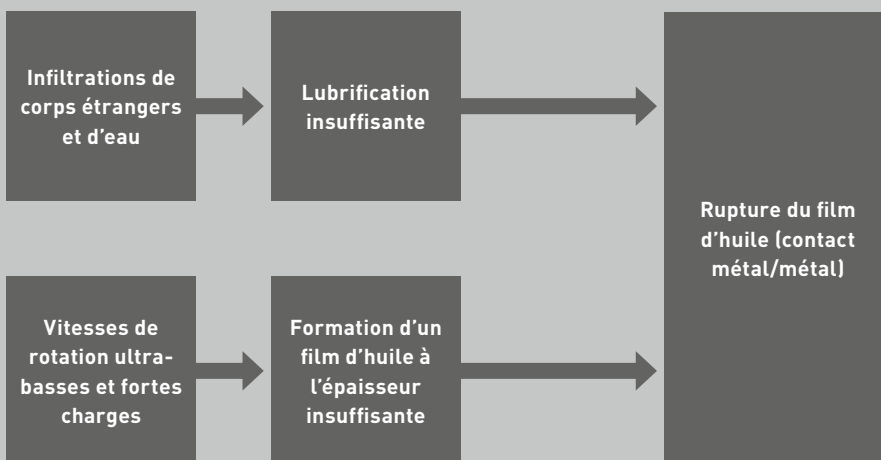 Infiltrations de
corps étrangers
et d'eau
Lubrification
insuffisante
Rupture du film
d'huile (contact
métal/métal)
Vitesses de
rotation ultra-
basses et fortes
charges
Formation d'un
film d'huile à
l'épaisseur
insuffisante